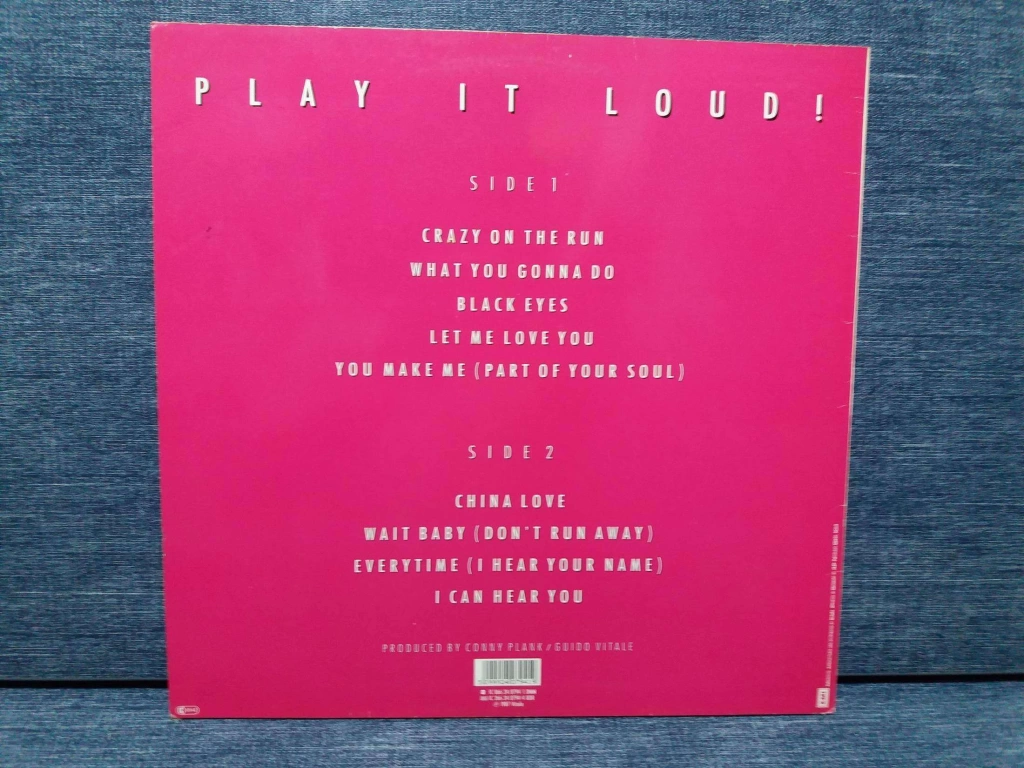 PLAY IT LOUD!
SIDE 1
CRAZY ON THE RUN
WHAT YOU GONNA DO
BLACK EYES
LET ME LOVE YOU
YOU MAKE ME (PART OF YOUR SOUL)
SIDE 2
CHINA LOVE
WAIT BABY (DON'T RUN AWAY)
EVERYTIME (I HEAR YOUR NAME)
I CAN HEAR YOU
PRODUCED BY CONNY PLANK / GUIDO VITALE